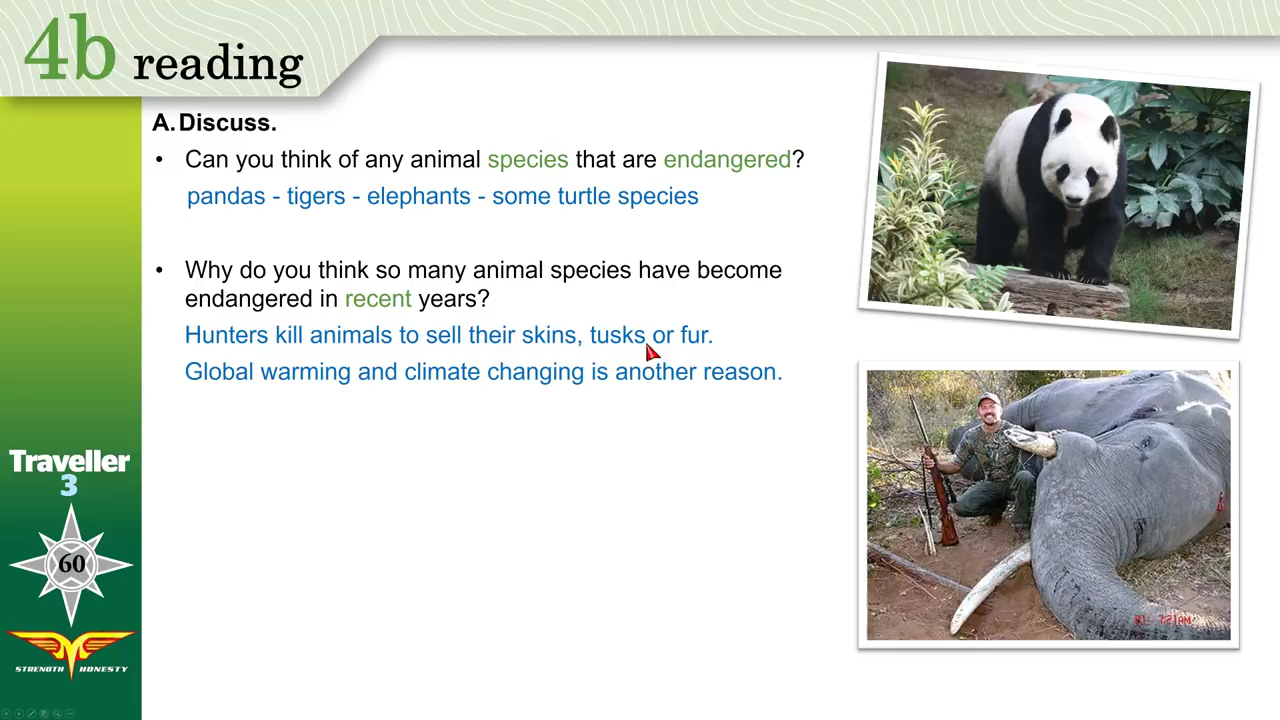 4b reading
A. Discuss.
• Can you think of any animal species that are endangered?
pandas - tigers - elephants - some turtle species
• Why do you think so many animal species have become
endangered in recent years?
Hunters kill animals to sell their skins, tusks or fur.
Global warming and climate changing is another reason.
Traveller
3
60
STRENGTH HONESTY
7:21AM